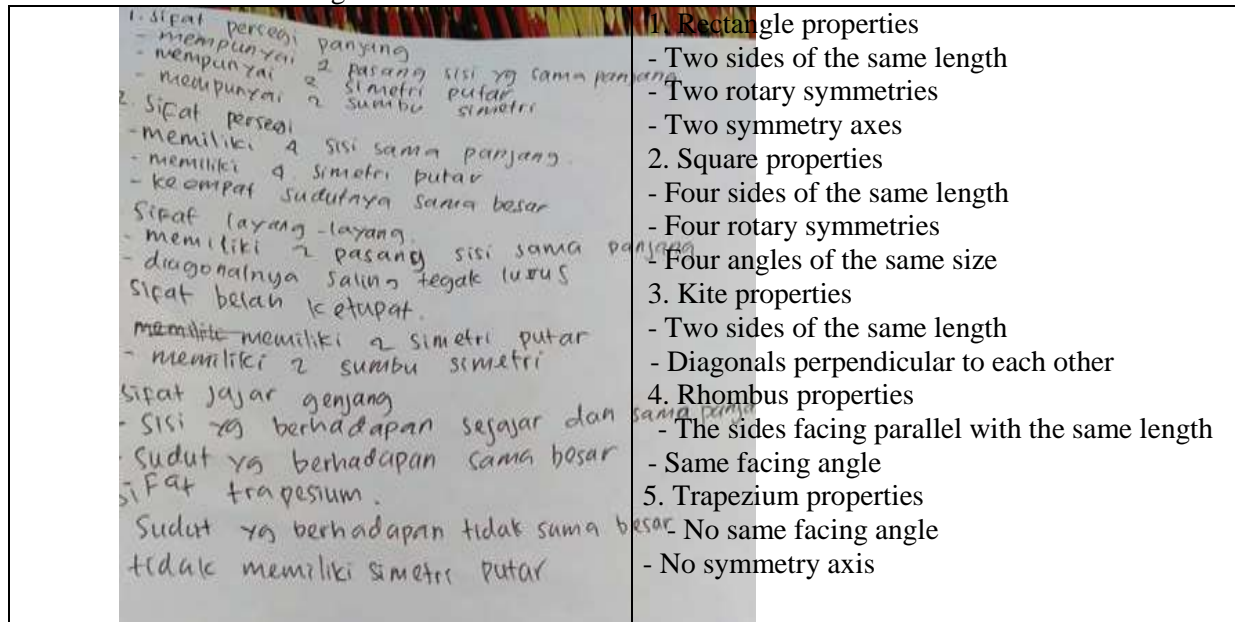 1. sifat persegi panyang
- mempunyai 2 pasang sisi yg sama panjang
- mempunyai 2 simetri putar
- mempunyai 2 sumbu simetri
2. Sifat persegi
- memiliki 4 sisi sama panjang.
- memiliki 4 simetri putar
- keempat sudutnya sama besar
Sifat layang-layang.
- memiliki 2 pasang sisi sama panjang
- diagonalnya saling tegak lurus
Sifat belah ketupat.
memiliki 2 simetri putar
- memiliki 2 sumbu simetri
Sifat jajar genjang
- sisi yg berhadapan sejajar dan sama
- sudut yg berhadapan sama besar
Sifat trapesium.
Sudut yg berhadapan tidak sama besar
tidak memiliki simetri putar
1. Rectangle properties
- Two sides of the same length
- Two rotary symmetries
- Two symmetry axes
2. Square properties
- Four sides of the same length
- Four rotary symmetries
- Four angles of the same size
3. Kite properties
- Two sides of the same length
- Diagonals perpendicular to each other
4. Rhombus properties
- The sides facing parallel with the same length
- Same facing angle
5. Trapezium properties
- No same facing angle
- No symmetry axis